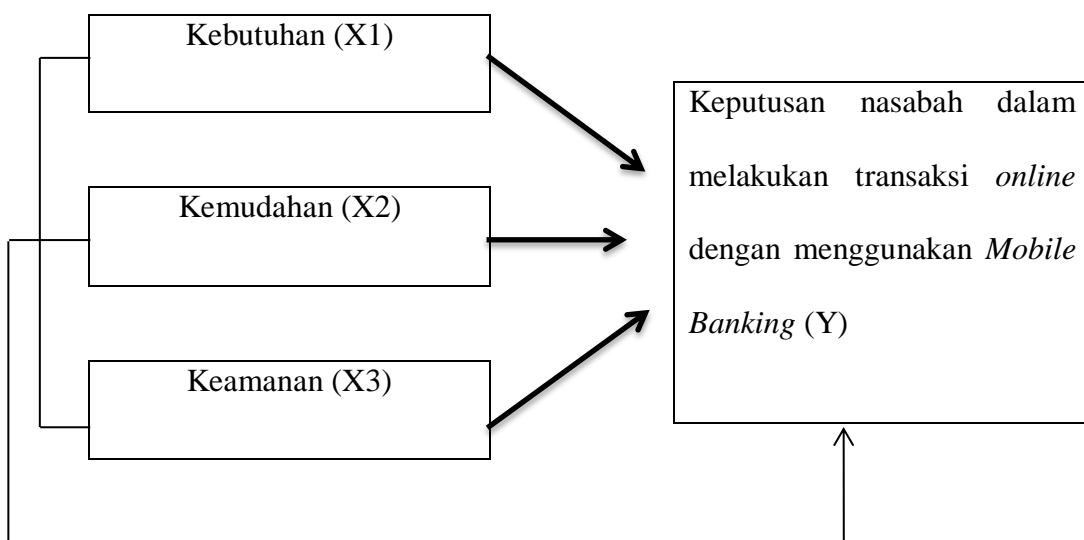 Kebutuhan (X1)
Kemudahan (X2)
Keamanan (X3)
Keputusan nasabah dalam
melakukan transaksi online
dengan menggunakan Mobile
Banking (Y)